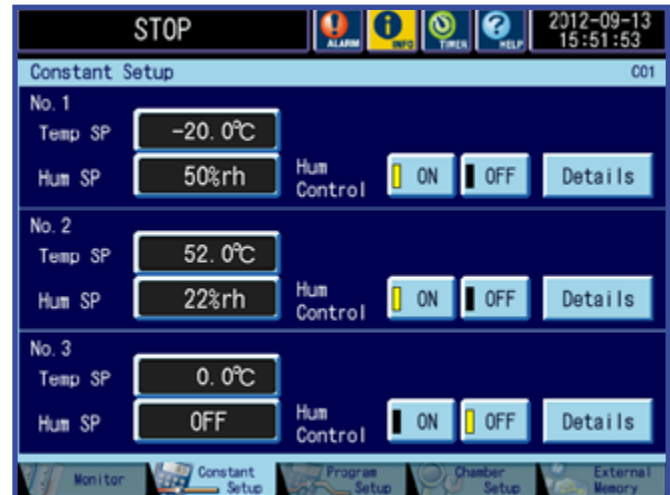 STOP
ALARM
INFO
TIMER
HELP
2012-09-13
15:51:53
Constant Setup C01
No. 1
Temp SP -20. 0℃
Hum SP 50%rh Hum Control ON OFF Details
No. 2
Temp SP 52. 0℃
Hum SP 22%rh Hum Control ON OFF Details
No. 3
Temp SP 0. 0℃
Hum SP OFF Hum Control ON OFF Details
Monitor
Constant Setup
Program Setup
Chamber Setup
External Memory